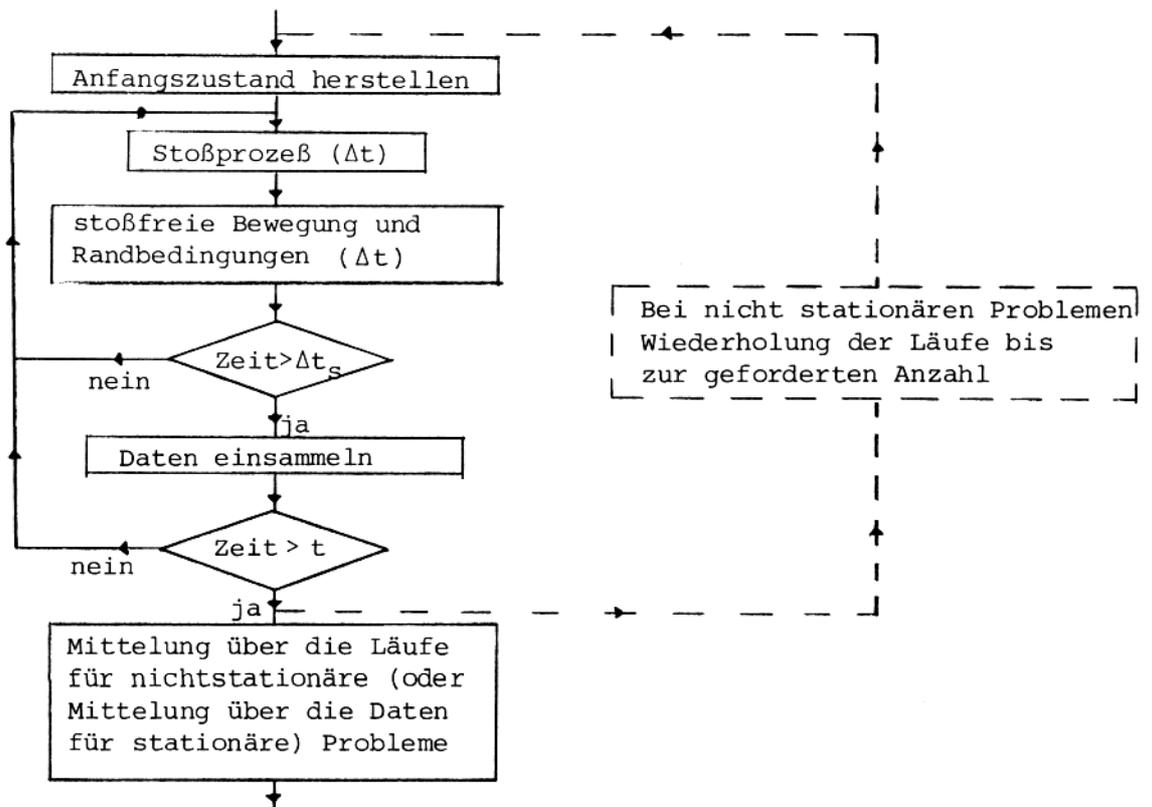 Anfangszustand herstellen
Stoßprozeß (Δt)
stoßfreie Bewegung und
Randbedingungen (Δt)
Bei nicht stationären Problemen
Wiederholung der Läufe bis
zur geforderten Anzahl
Zeit>Δt_s
nein
ja
Daten einsammeln
Zeit > t
nein
ja
Mittelung über die Läufe
für nichtstationäre (oder
Mittelung über die Daten
für stationäre) Probleme